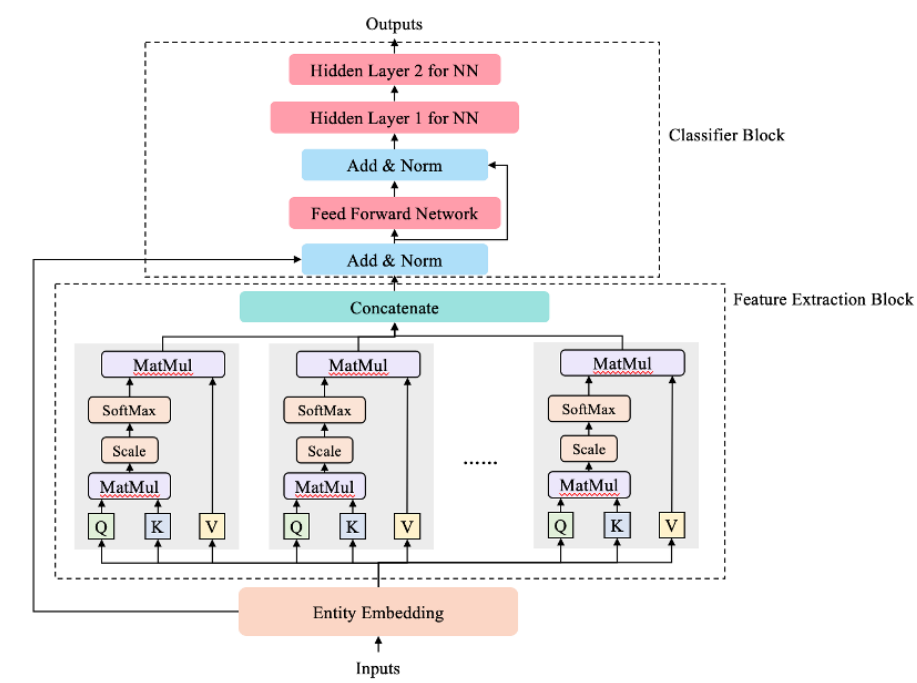 Outputs
Hidden Layer 2 for NN
Hidden Layer 1 for NN
Classifier Block
Add & Norm
Feed Forward Network
Add & Norm
Feature Extraction Block
Concatenate
MatMul MatMul MatMul
SoftMax SoftMax SoftMax
Scale Scale Scale
......
MatMul MatMul MatMul
Q K V Q K V Q K V
Entity Embedding
Inputs